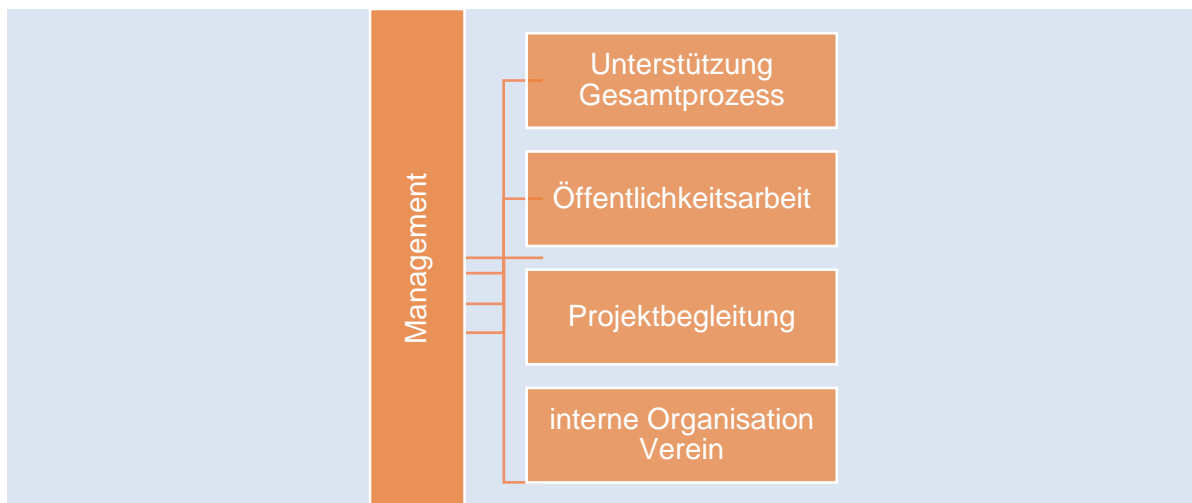 Management
Unterstützung
Gesamtprozess
Öffentlichkeitsarbeit
Projektbegleitung
interne Organisation
Verein